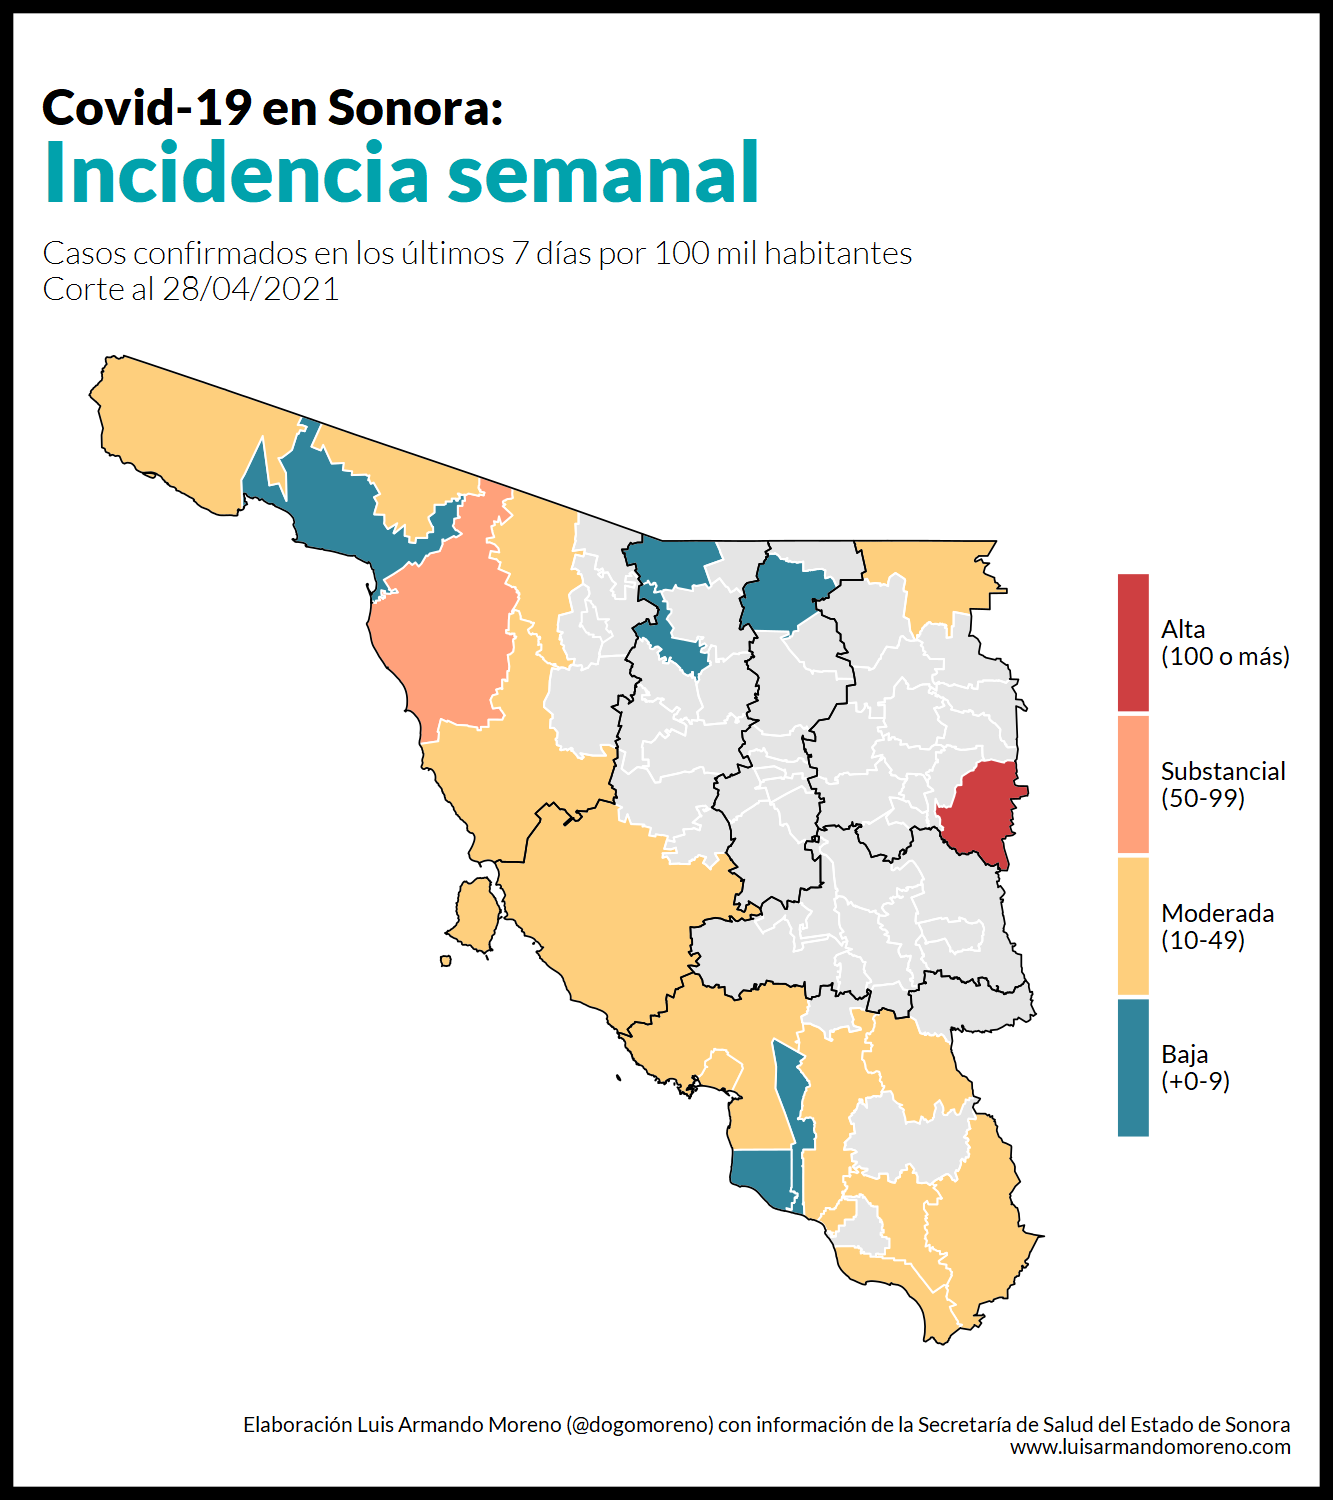 Covid-19 en Sonora:
Incidencia semanal
Casos confirmados en los últimos 7 días por 100 mil habitantes
Corte al 28/04/2021
Alta
(100 o más)
Substancial
(50-99)
Moderada
(10-49)
Baja
(+0-9)
Elaboración Luis Armando Moreno (@dogomoreno) con información de la Secretaría de Salud del Estado de Sonora
www.luisarmandomoreno.com